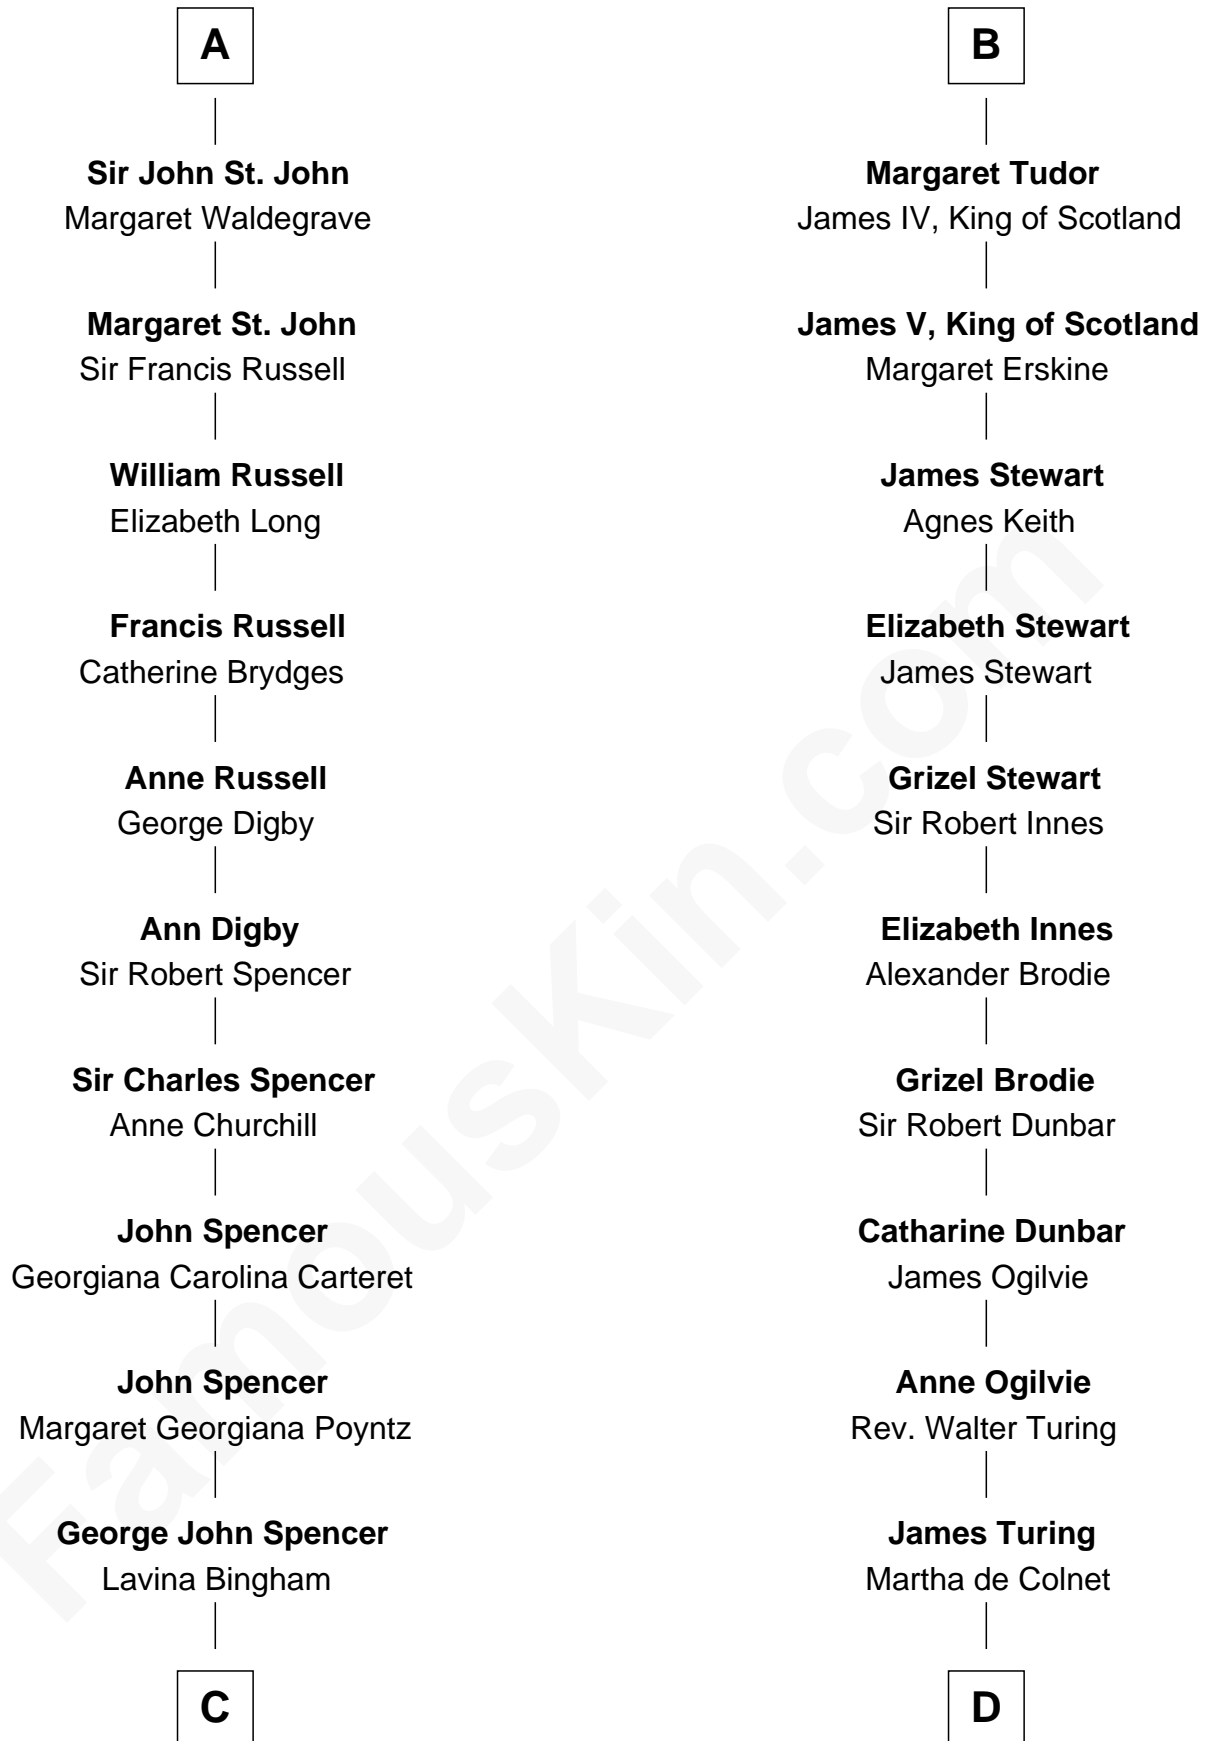 A
Sir John St. John
Margaret Waldegrave
Margaret St. John
Sir Francis Russell
William Russell
Elizabeth Long
Francis Russell
Catherine Brydges
Anne Russell
George Digby
Ann Digby
Sir Robert Spencer
Sir Charles Spencer
Anne Churchill
John Spencer
Georgiana Carolina Carteret
John Spencer
Margaret Georgiana Poyntz
George John Spencer
Lavina Bingham
C
B
Margaret Tudor
James IV, King of Scotland
James V, King of Scotland
Margaret Erskine
James Stewart
Agnes Keith
Elizabeth Stewart
James Stewart
Grizel Stewart
Sir Robert Innes
Elizabeth Innes
Alexander Brodie
Grizel Brodie
Sir Robert Dunbar
Catharine Dunbar
James Ogilvie
Anne Ogilvie
Rev. Walter Turing
James Turing
Martha de Colnet
D
FamousKin.com